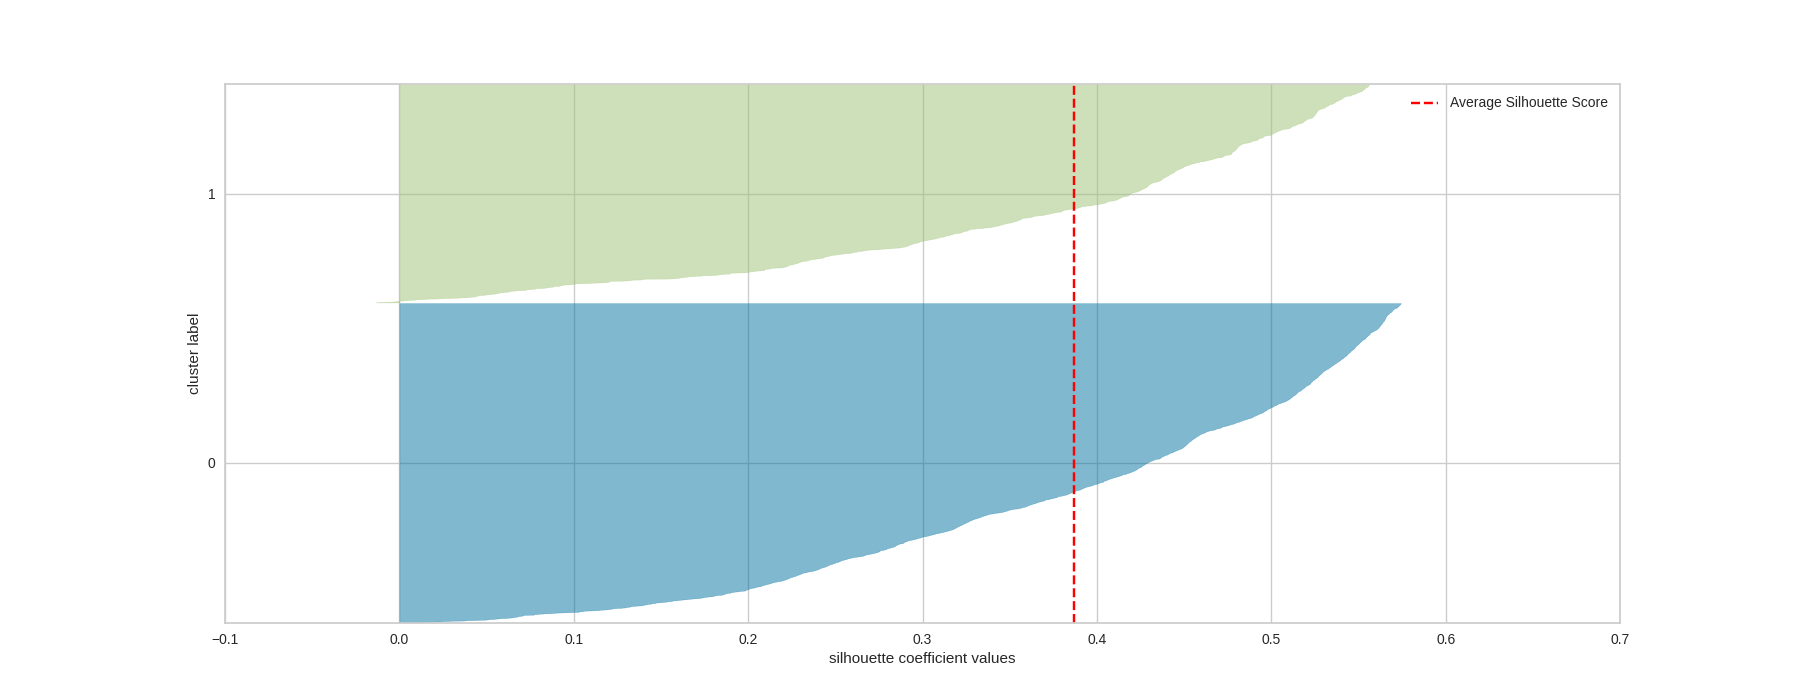 Average Silhouette Score
1
0
cluster label
−0.1 0.0 0.1 0.2 0.3 0.4 0.5 0.6 0.7
silhouette coefficient values